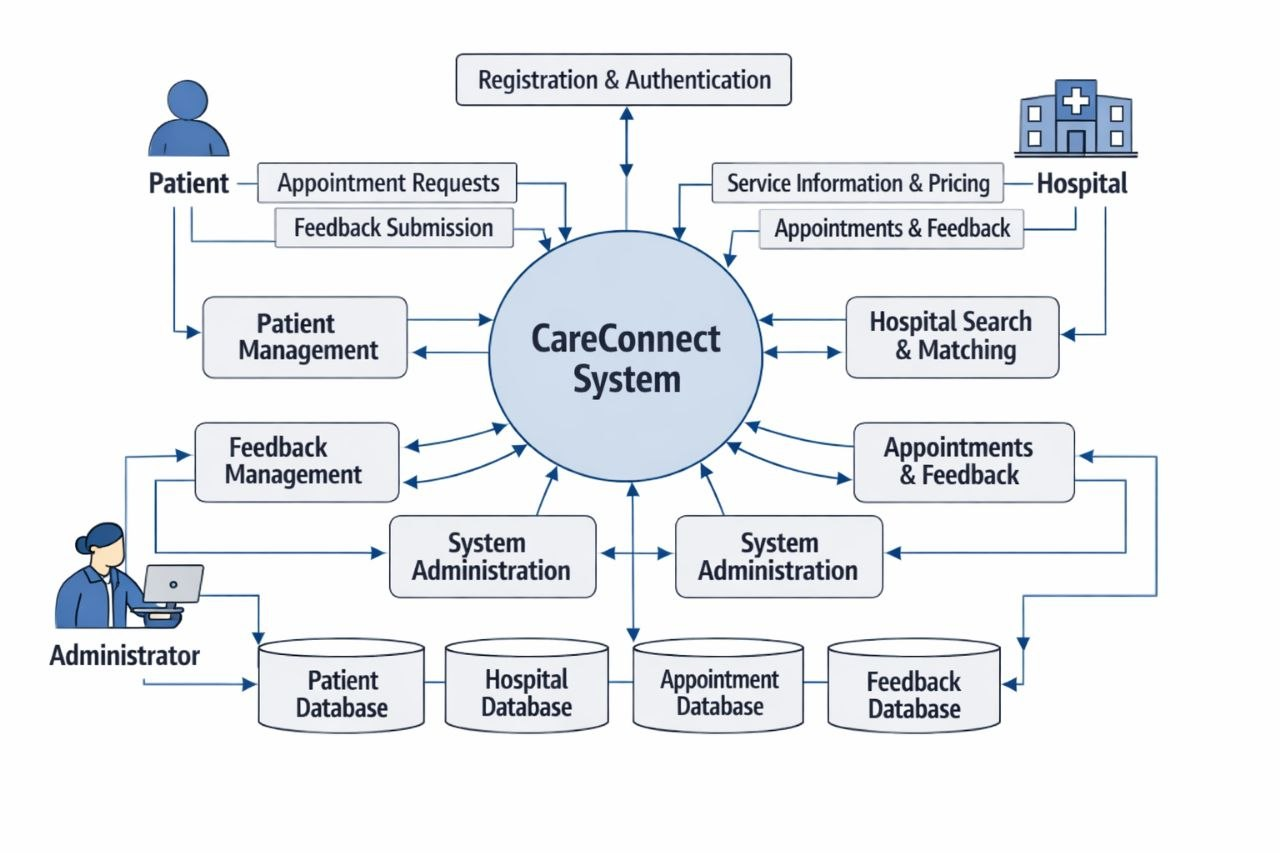 Registration & Authentication
Patient
Appointment Requests
Service Information & Pricing
Hospital
Feedback Submission
Appointments & Feedback
Patient
Management
CareConnect
System
Hospital Search
& Matching
Feedback
Management
Appointments
& Feedback
System
Administration
System
Administration
Administrator
Patient
Database
Hospital
Database
Appointment
Database
Feedback
Database